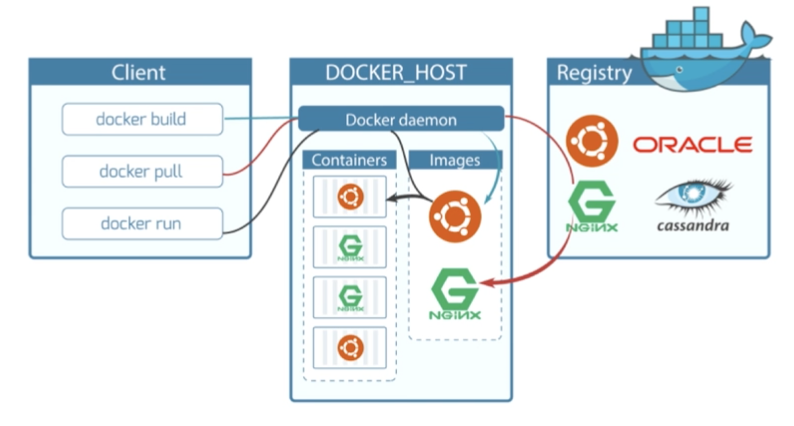 Client
docker build
docker pull
docker run
DOCKER_HOST
Docker daemon
Containers
Images
NGINX
NGINX
NGINX
Registry
ORACLE
NGINX
cassandra